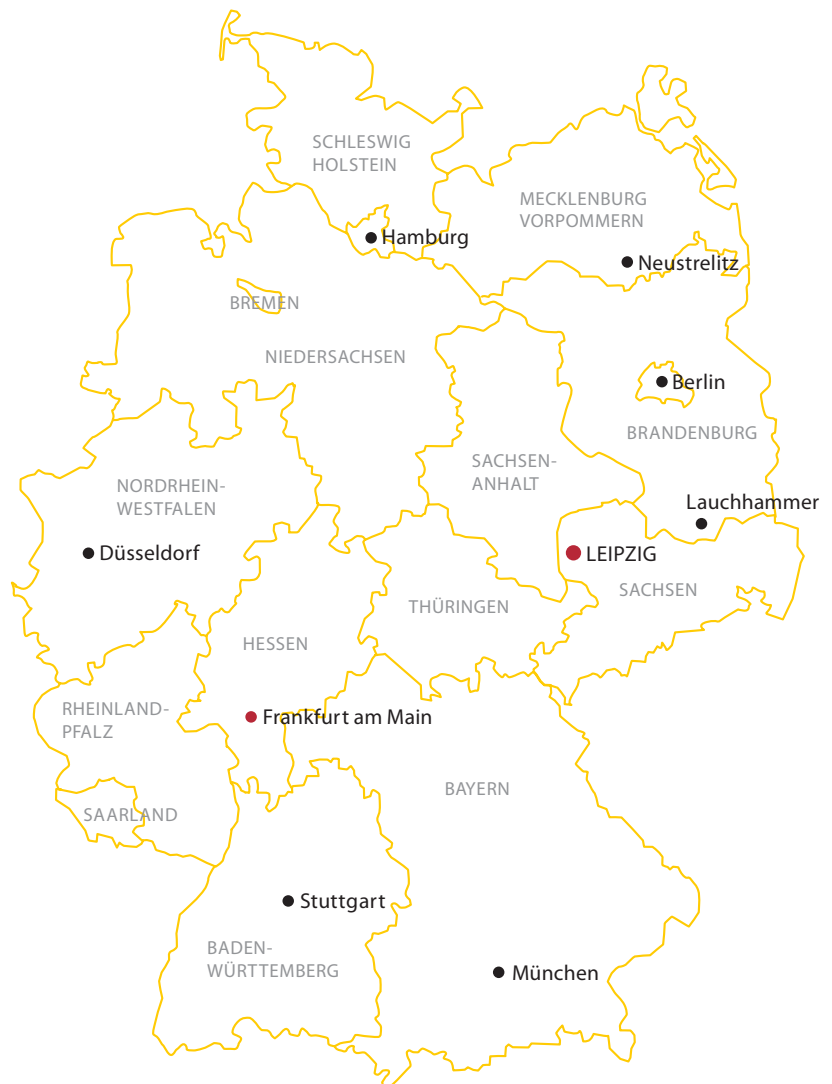 SCHLESWIG
HOLSTEIN
MECKLENBURG
VORPOMMERN
Hamburg
Neustrelitz
BREMEN
NIEDERSACHSEN
Berlin
BRANDENBURG
SACHSEN-
ANHALT
NORDRHEIN-
WESTFALEN
Lauchhammer
Düsseldorf
LEIPZIG
SACHSEN
THÜRINGEN
HESSEN
RHEINLAND-
PFALZ
Frankfurt am Main
BAYERN
SAARLAND
Stuttgart
BADEN-
WÜRTTEMBERG
München